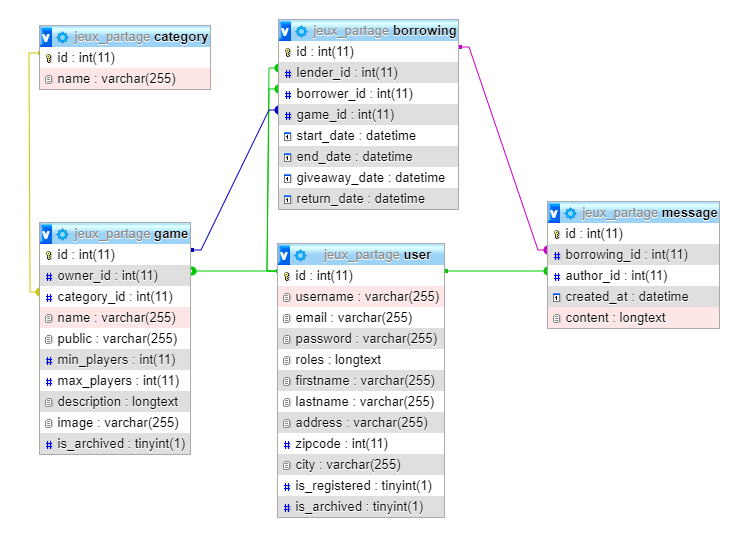 jeux_partage category
id : int(11)
name : varchar(255)
jeux_partage borrowing
id : int(11)
lender_id : int(11)
borrower_id : int(11)
game_id : int(11)
start_date : datetime
end_date : datetime
giveaway_date : datetime
return_date : datetime
jeux_partage game
id : int(11)
owner_id : int(11)
category_id : int(11)
name : varchar(255)
public : varchar(255)
min_players : int(11)
max_players : int(11)
description : longtext
image : varchar(255)
is_archived : tinyint(1)
jeux_partage user
id : int(11)
username : varchar(255)
email : varchar(255)
password : varchar(255)
roles : longtext
firstname : varchar(255)
lastname : varchar(255)
address : varchar(255)
zipcode : int(11)
city : varchar(255)
is_registered : tinyint(1)
is_archived : tinyint(1)
jeux_partage message
id : int(11)
borrowing_id : int(11)
author_id : int(11)
created_at : datetime
content : longtext